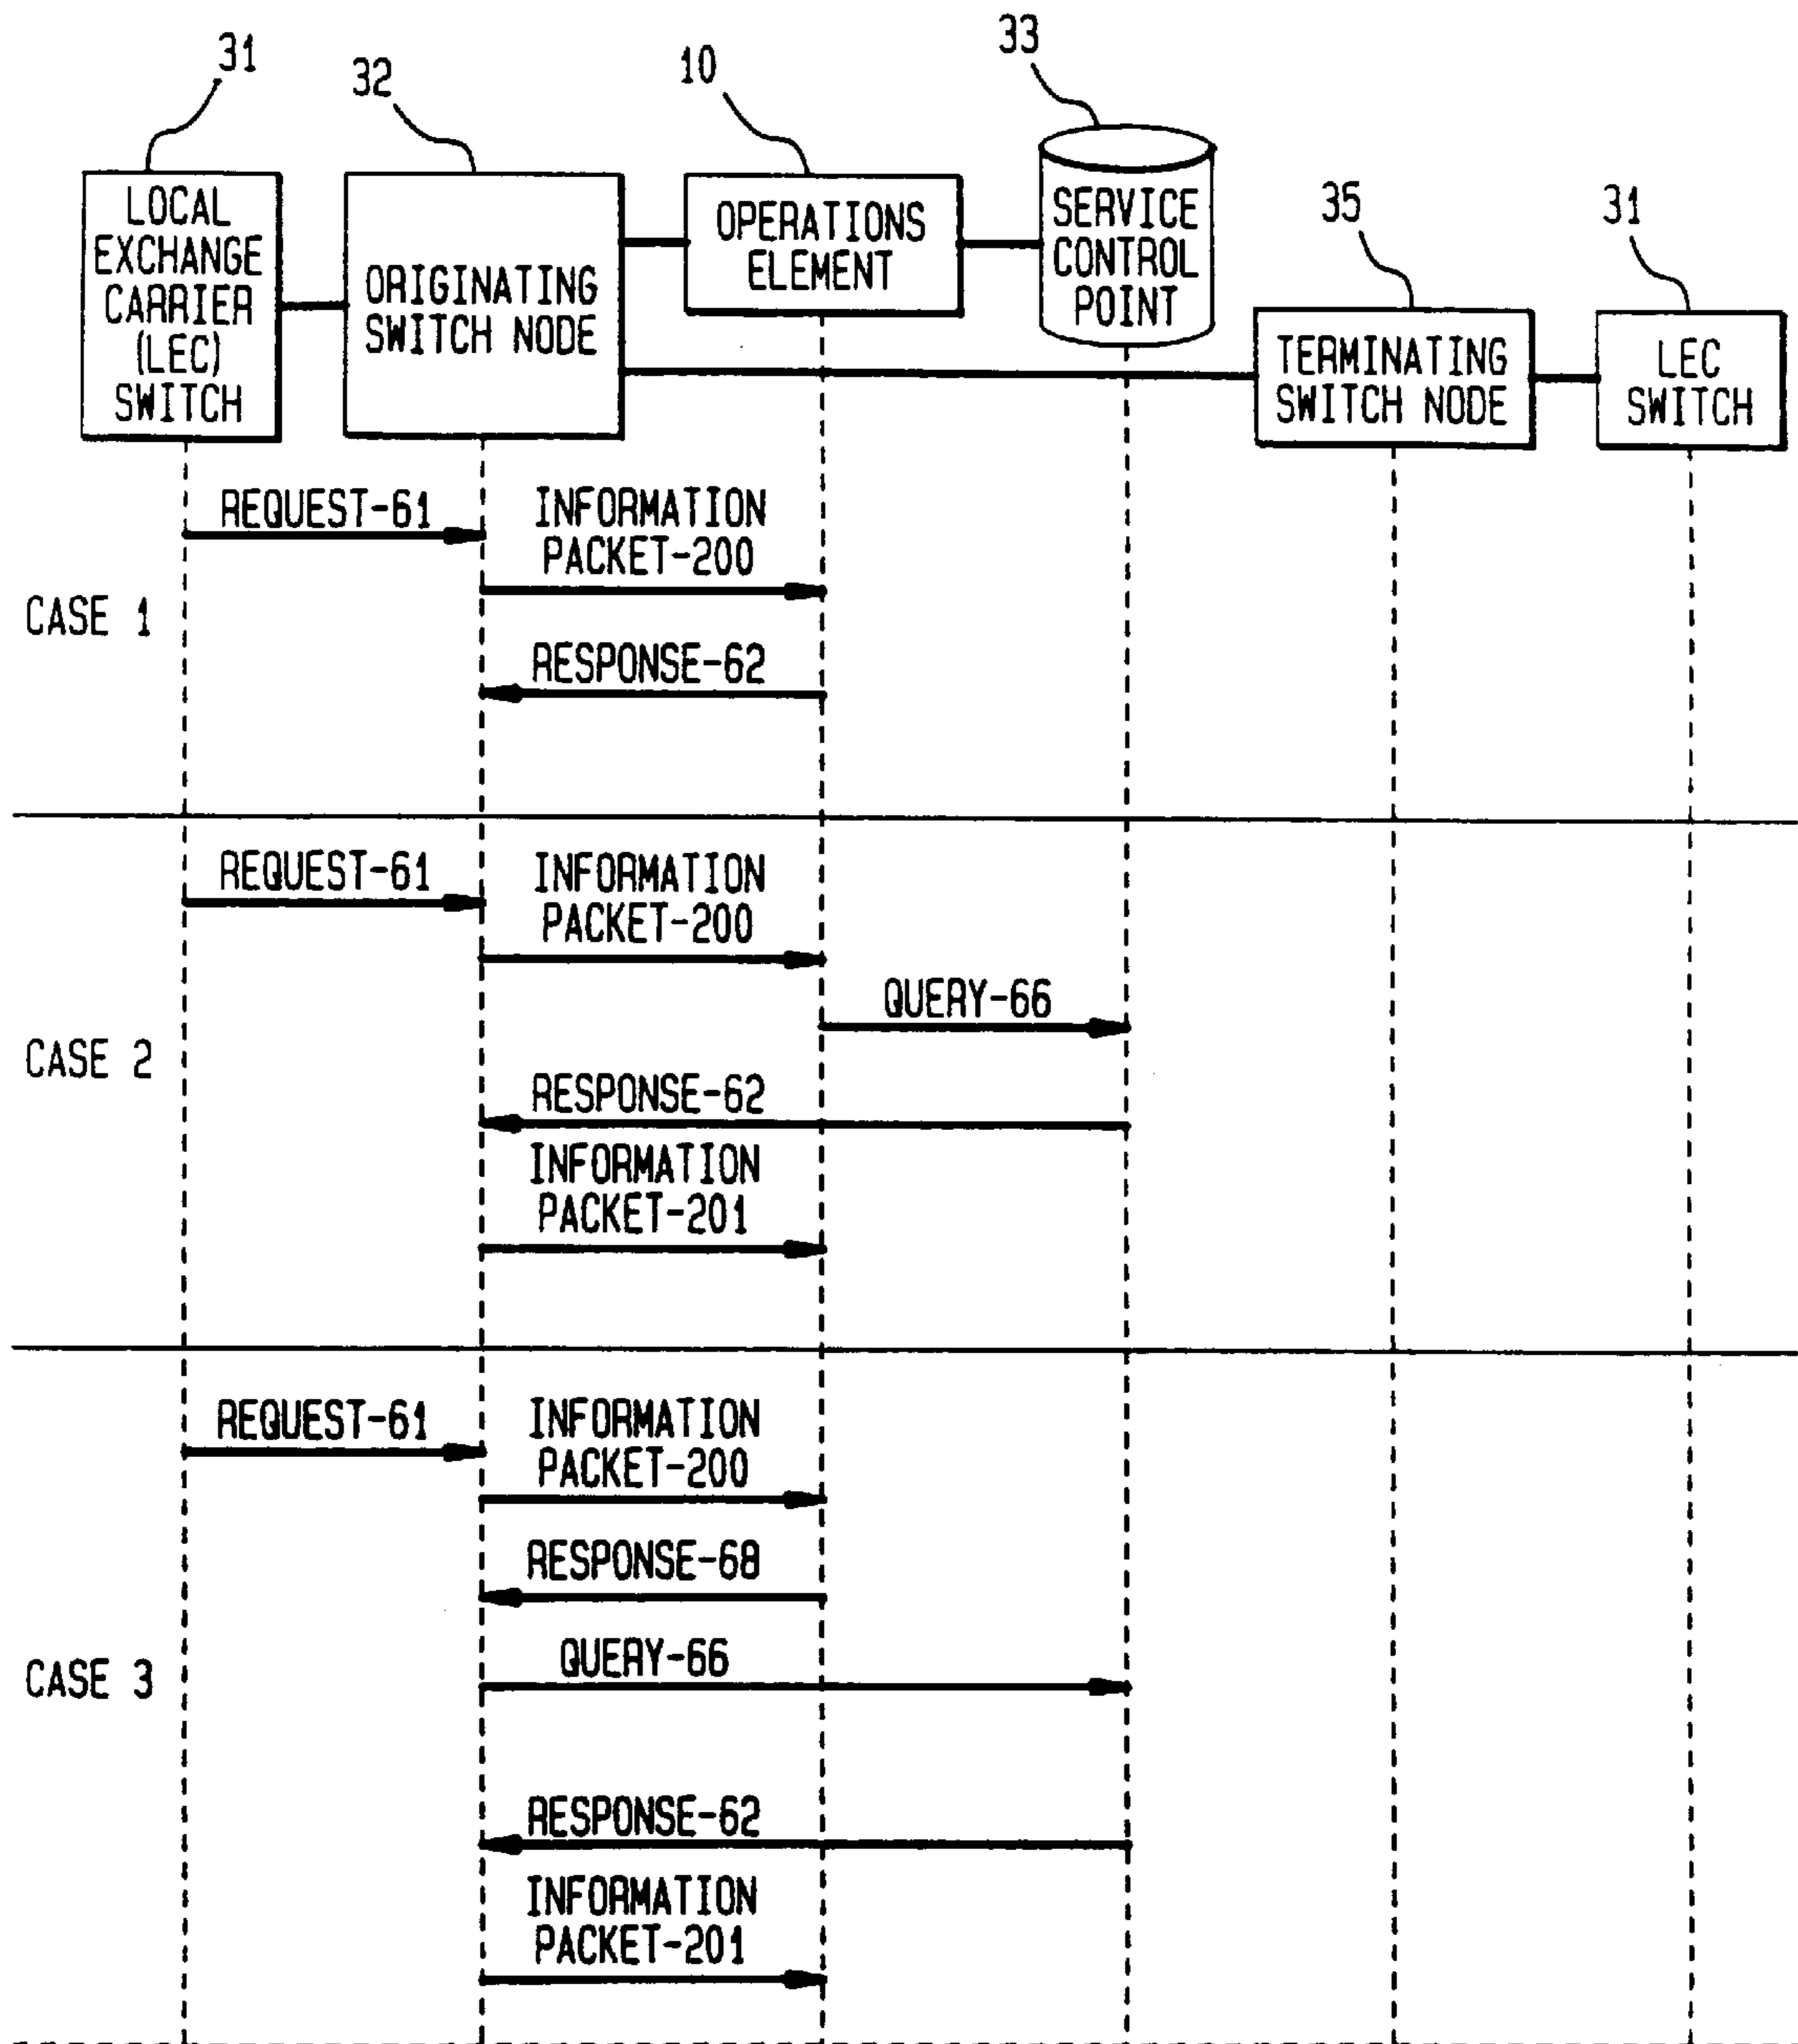 31
32
10
33
35
31
LOCAL
EXCHANGE
CARRIER
(LEC)
SWITCH
ORIGINATING
SWITCH NODE
OPERATIONS
ELEMENT
SERVICE
CONTROL
POINT
TERMINATING
SWITCH NODE
LEC
SWITCH
CASE 1
REQUEST-61
INFORMATION
PACKET-200
RESPONSE-62
CASE 2
REQUEST-61
INFORMATION
PACKET-200
QUERY-66
RESPONSE-62
INFORMATION
PACKET-201
CASE 3
REQUEST-61
INFORMATION
PACKET-200
RESPONSE-68
QUERY-66
RESPONSE-62
INFORMATION
PACKET-201